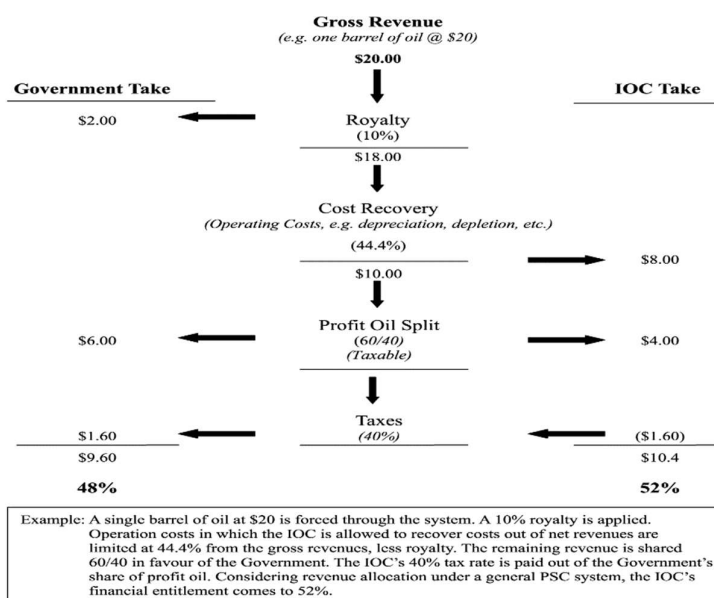 Gross Revenue
(e.g. one barrel of oil @ $20)
$20.00
Government Take
IOC Take
$2.00
Royalty
(10%)
$18.00
Cost Recovery
(Operating Costs, e.g. depreciation, depletion, etc.)
(44.4%)
$8.00
$10.00
Profit Oil Split
$6.00
(60/40)
$4.00
(Taxable)
Taxes
$1.60
(40%)
($1.60)
$9.60
$10.4
48%
52%
Example: A single barrel of oil at $20 is forced through the system. A 10% royalty is applied.
Operation costs in which the IOC is allowed to recover costs out of net revenues are
limited at 44.4% from the gross revenues, less royalty. The remaining revenue is shared
60/40 in favour of the Government. The IOC's 40% tax rate is paid out of the Government's
share of profit oil. Considering revenue allocation under a general PSC system, the IOC's
financial entitlement comes to 52%.